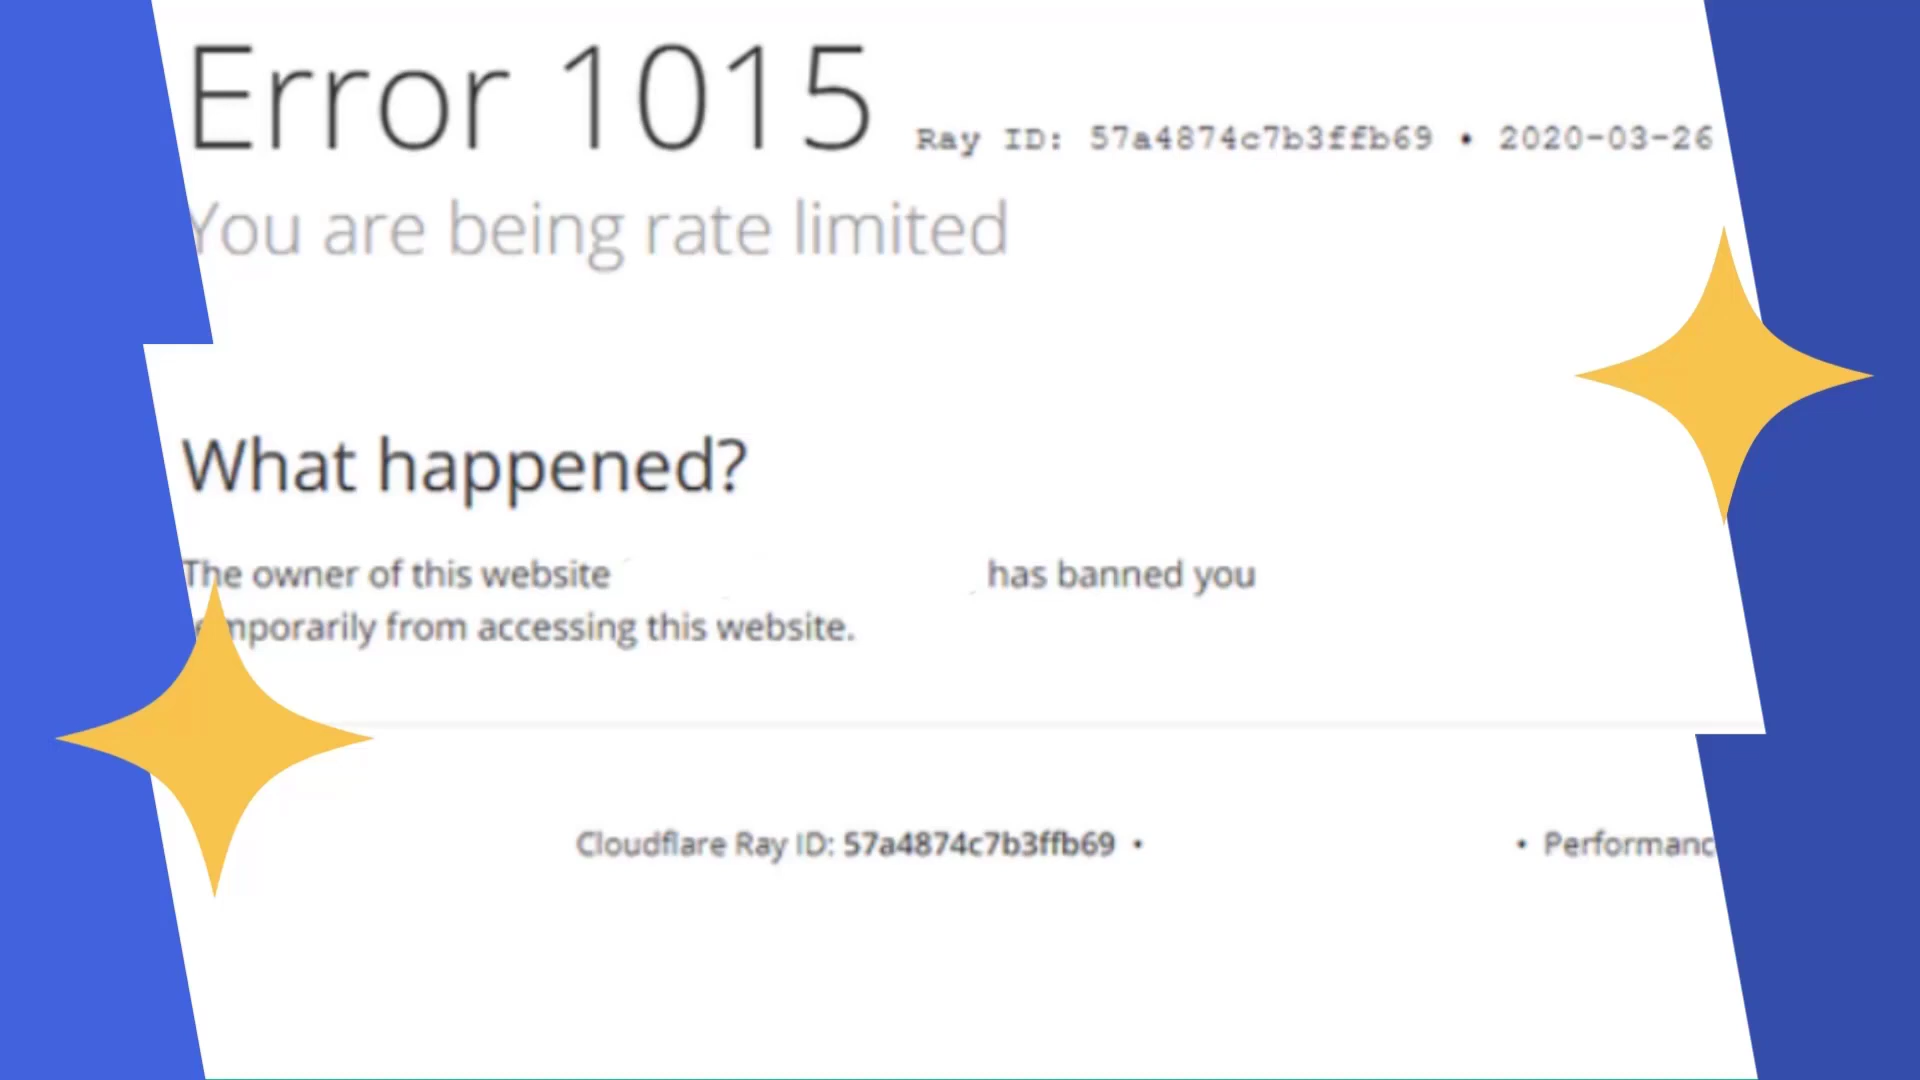 Error 1015 Ray ID: 57a4874c7b3ffb69 • 2020-03-26
You are being rate limited
What happened?
The owner of this website has banned you
emporarily from accessing this website.
Cloudflare Ray ID: 57a4874c7b3ffb69 • • Performanc